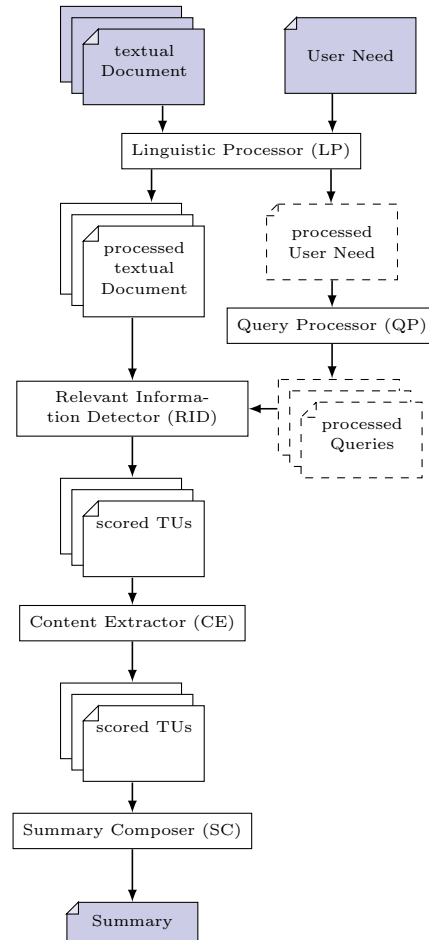 textual
Document
User Need
Linguistic Processor (LP)
processed
textual
Document
processed
User Need
Query Processor (QP)
Relevant Informa-
tion Detector (RID)
processed
Queries
scored TUs
Content Extractor (CE)
scored TUs
Summary Composer (SC)
Summary